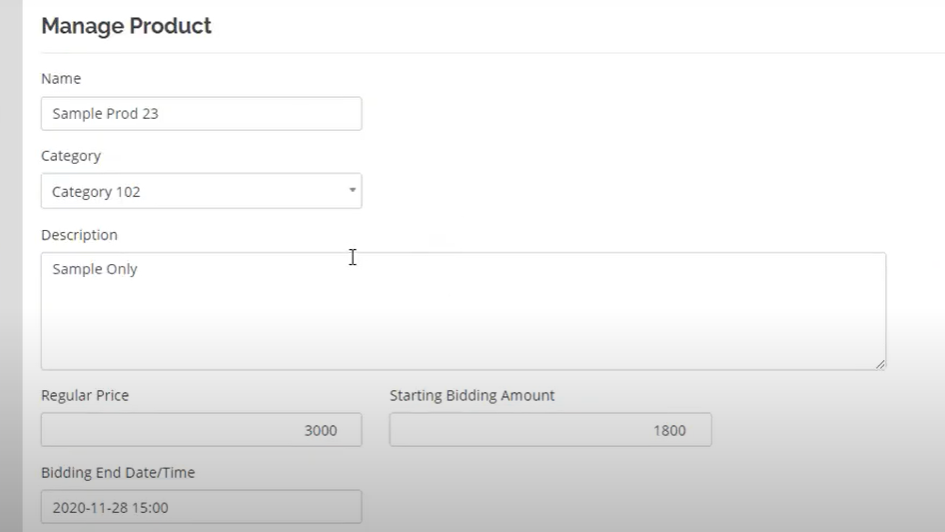 Manage Product
Name
Sample Prod 23
Category
Category 102
Description
Sample Only
Regular Price
Starting Bidding Amount
3000
1800
Bidding End Date/Time
2020-11-28 15:00